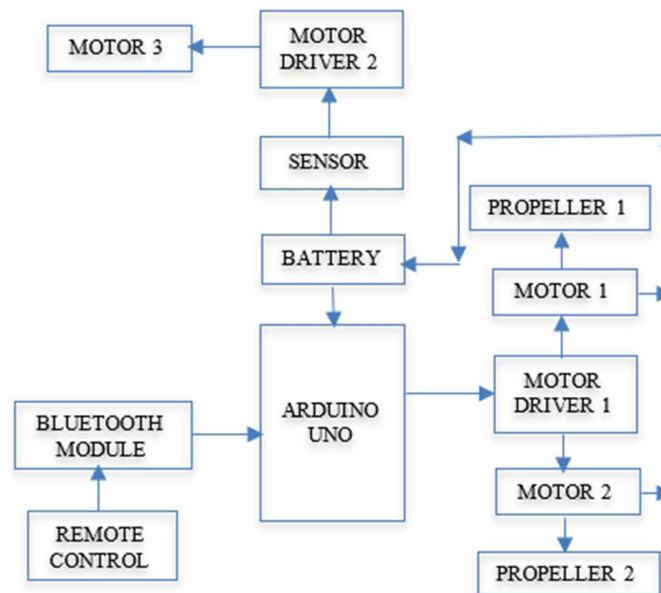 MOTOR 3
MOTOR
DRIVER 2
SENSOR
BATTERY
PROPELLER 1
MOTOR 1
ARDUINO
UNO
MOTOR
DRIVER 1
BLUETOOTH
MODULE
MOTOR 2
REMOTE
CONTROL
PROPELLER 2